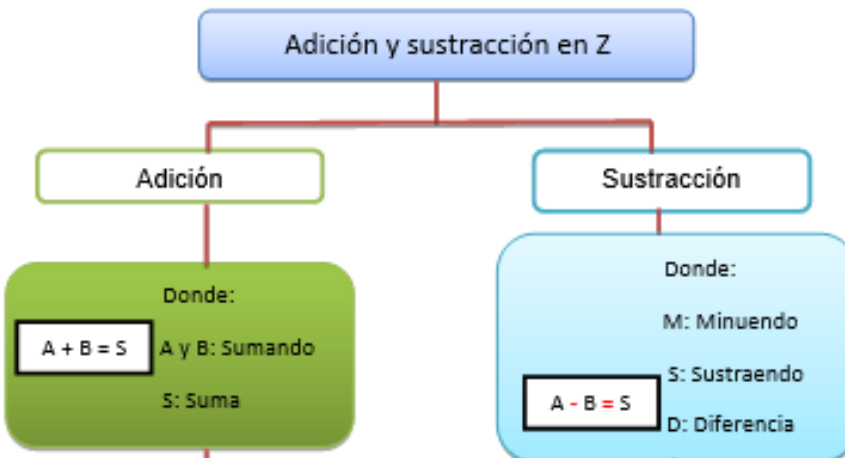 Adición y sustracción en Z
Adición
Sustracción
Donde:
A + B = S
A y B: Sumando
S: Suma
Donde:
M: Minuendo
S: Sustraendo
A - B = S
D: Diferencia